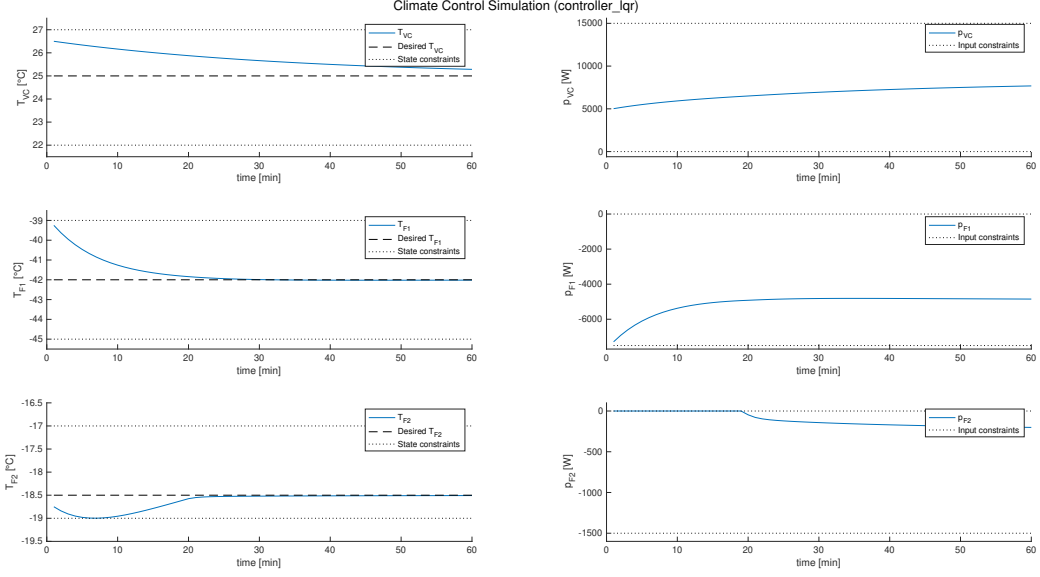 Climate Control Simulation (controller_lqr)
27
26
25
24
23
22
T_VC [°C]
T_VC
Desired T_VC
State constraints
0 10 20 30 40 50 60
time [min]
15000
10000
5000
0
p_VC [W]
p_VC
Input constraints
0 10 20 30 40 50 60
time [min]
-39
-40
-41
-42
-43
-44
-45
T_F1 [°C]
T_F1
Desired T_F1
State constraints
0 10 20 30 40 50 60
time [min]
0
-2000
-4000
-6000
p_F1 [W]
p_F1
Input constraints
0 10 20 30 40 50 60
time [min]
-16.5
-17
-17.5
-18
-18.5
-19
-19.5
T_F2 [°C]
T_F2
Desired T_F2
State constraints
0 10 20 30 40 50 60
time [min]
0
-500
-1000
-1500
p_F2 [W]
p_F2
Input constraints
0 10 20 30 40 50 60
time [min]